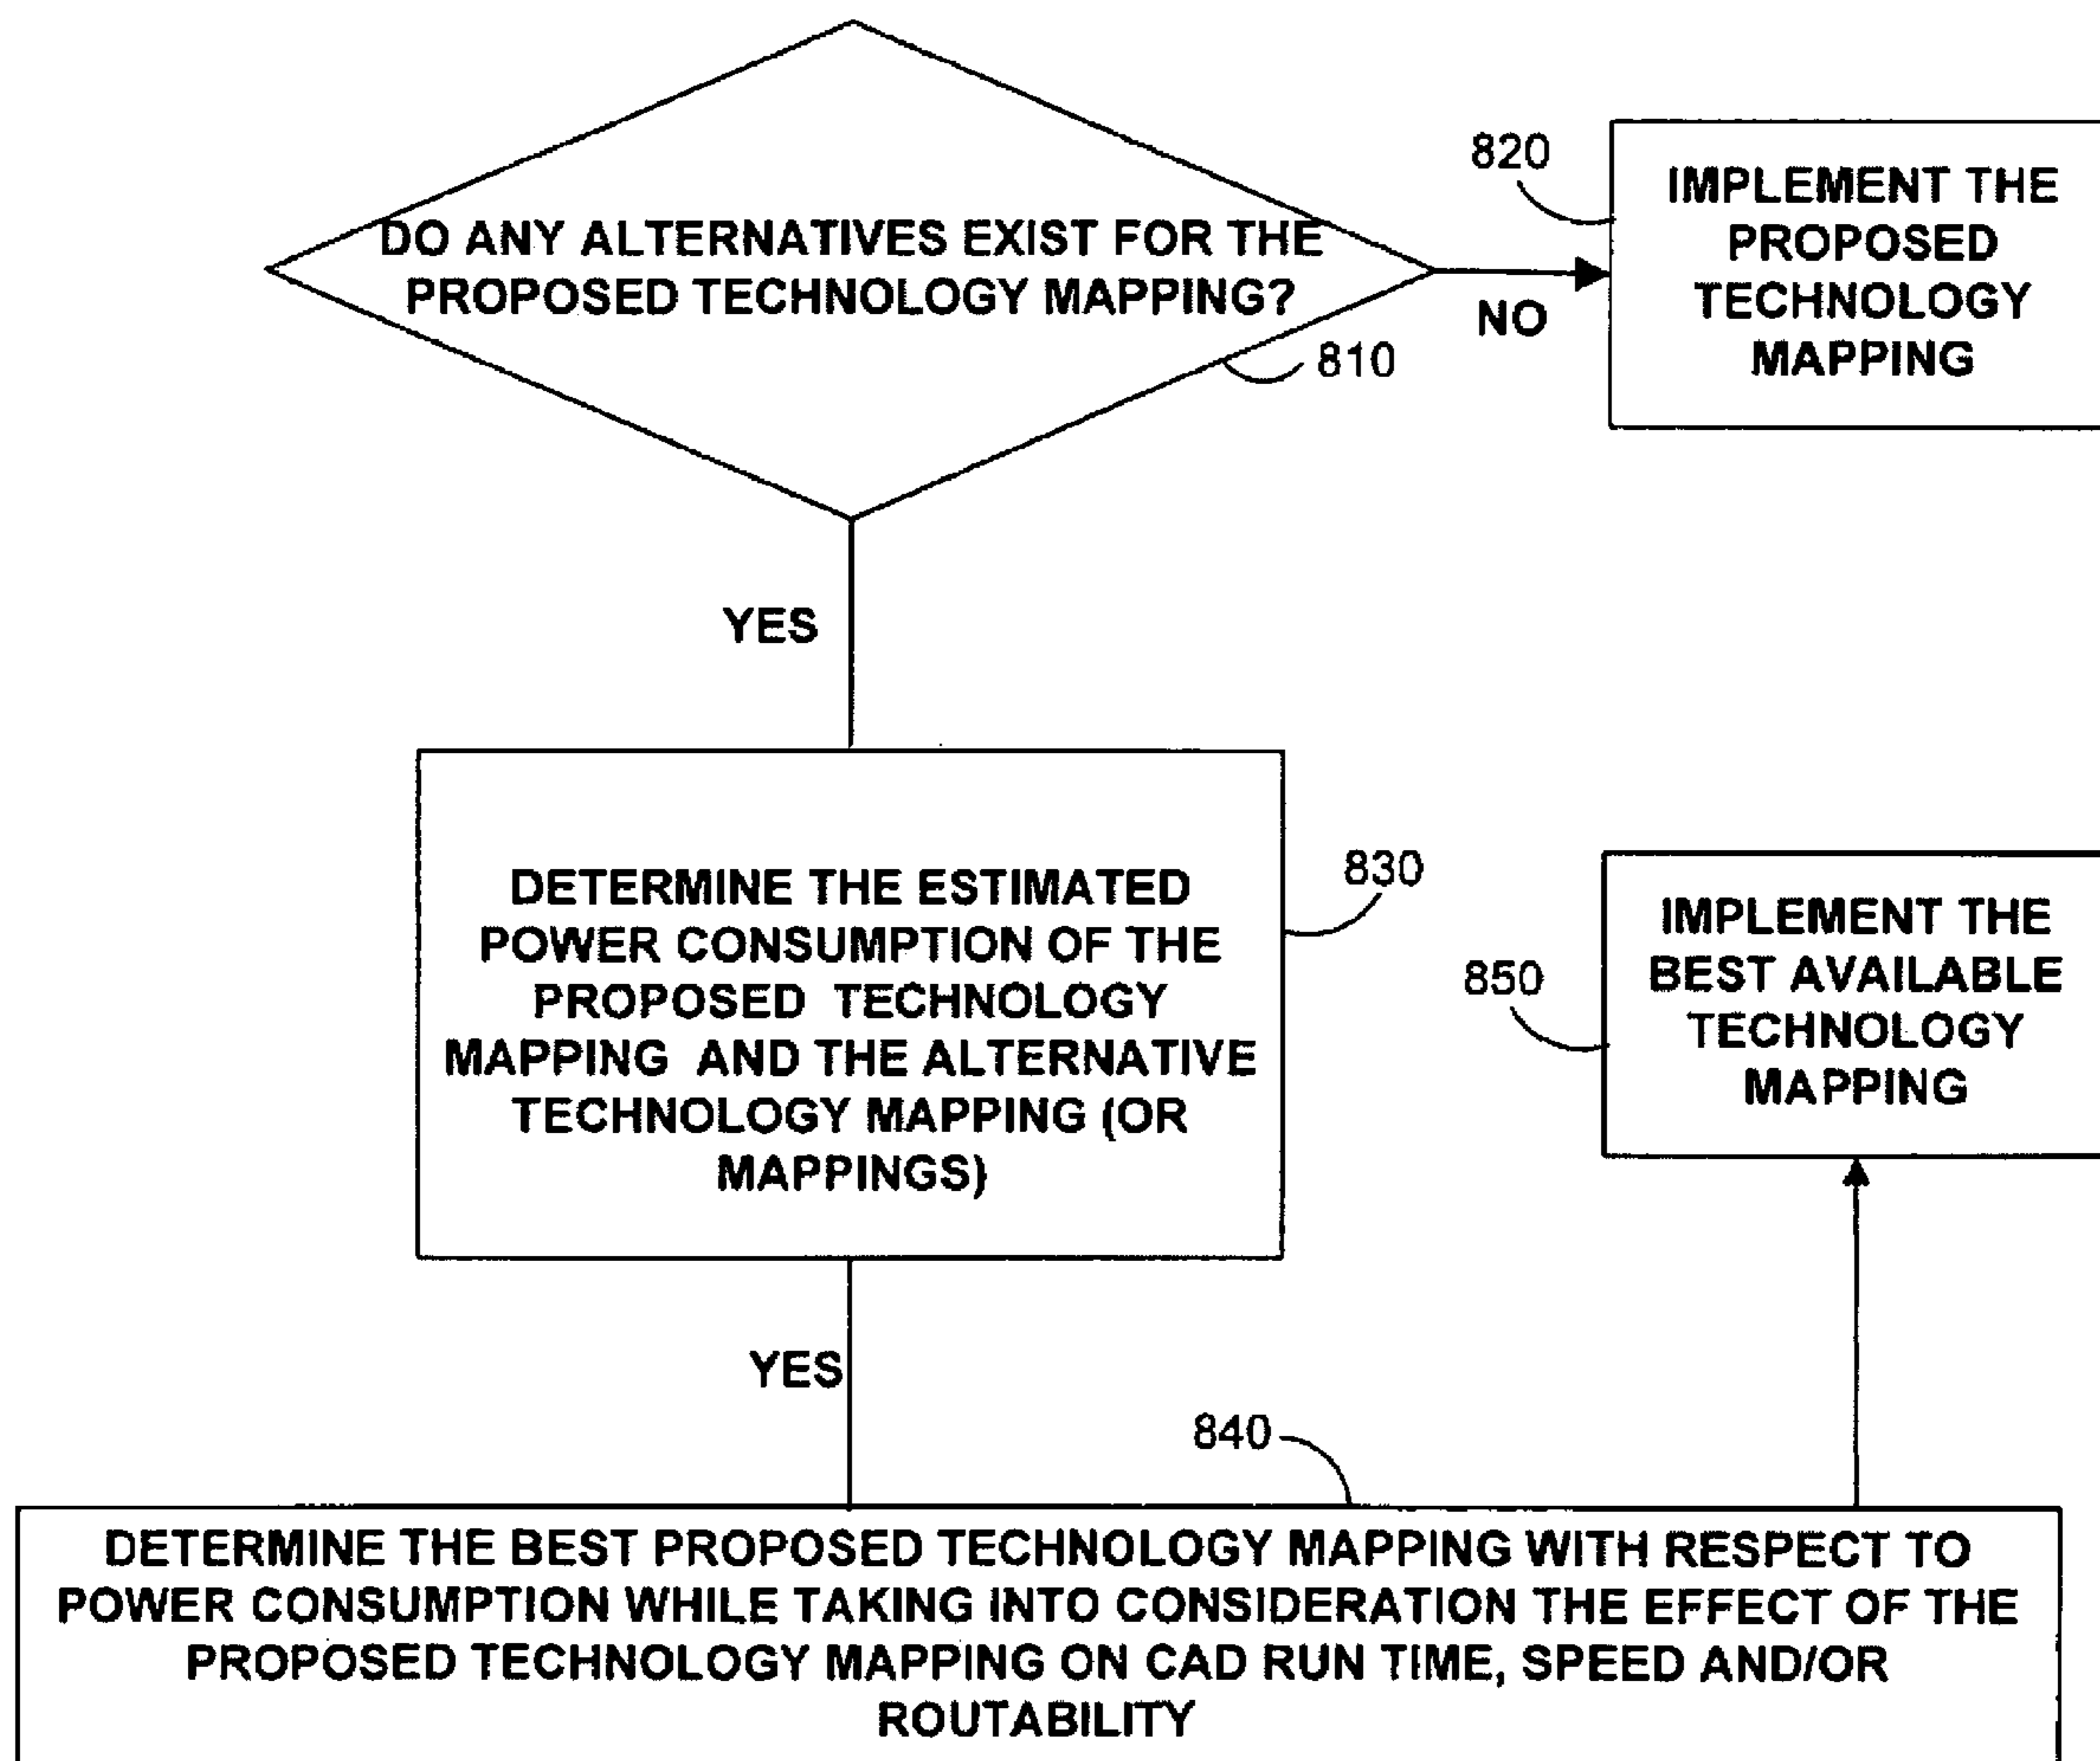 DO ANY ALTERNATIVES EXIST FOR THE
PROPOSED TECHNOLOGY MAPPING?
810
NO
820
IMPLEMENT THE
PROPOSED
TECHNOLOGY
MAPPING
YES
DETERMINE THE ESTIMATED
POWER CONSUMPTION OF THE
PROPOSED TECHNOLOGY
MAPPING AND THE ALTERNATIVE
TECHNOLOGY MAPPING (OR
MAPPINGS)
830
YES
840
DETERMINE THE BEST PROPOSED TECHNOLOGY MAPPING WITH RESPECT TO
POWER CONSUMPTION WHILE TAKING INTO CONSIDERATION THE EFFECT OF THE
PROPOSED TECHNOLOGY MAPPING ON CAD RUN TIME, SPEED AND/OR
ROUTABILITY
850
IMPLEMENT THE
BEST AVAILABLE
TECHNOLOGY
MAPPING